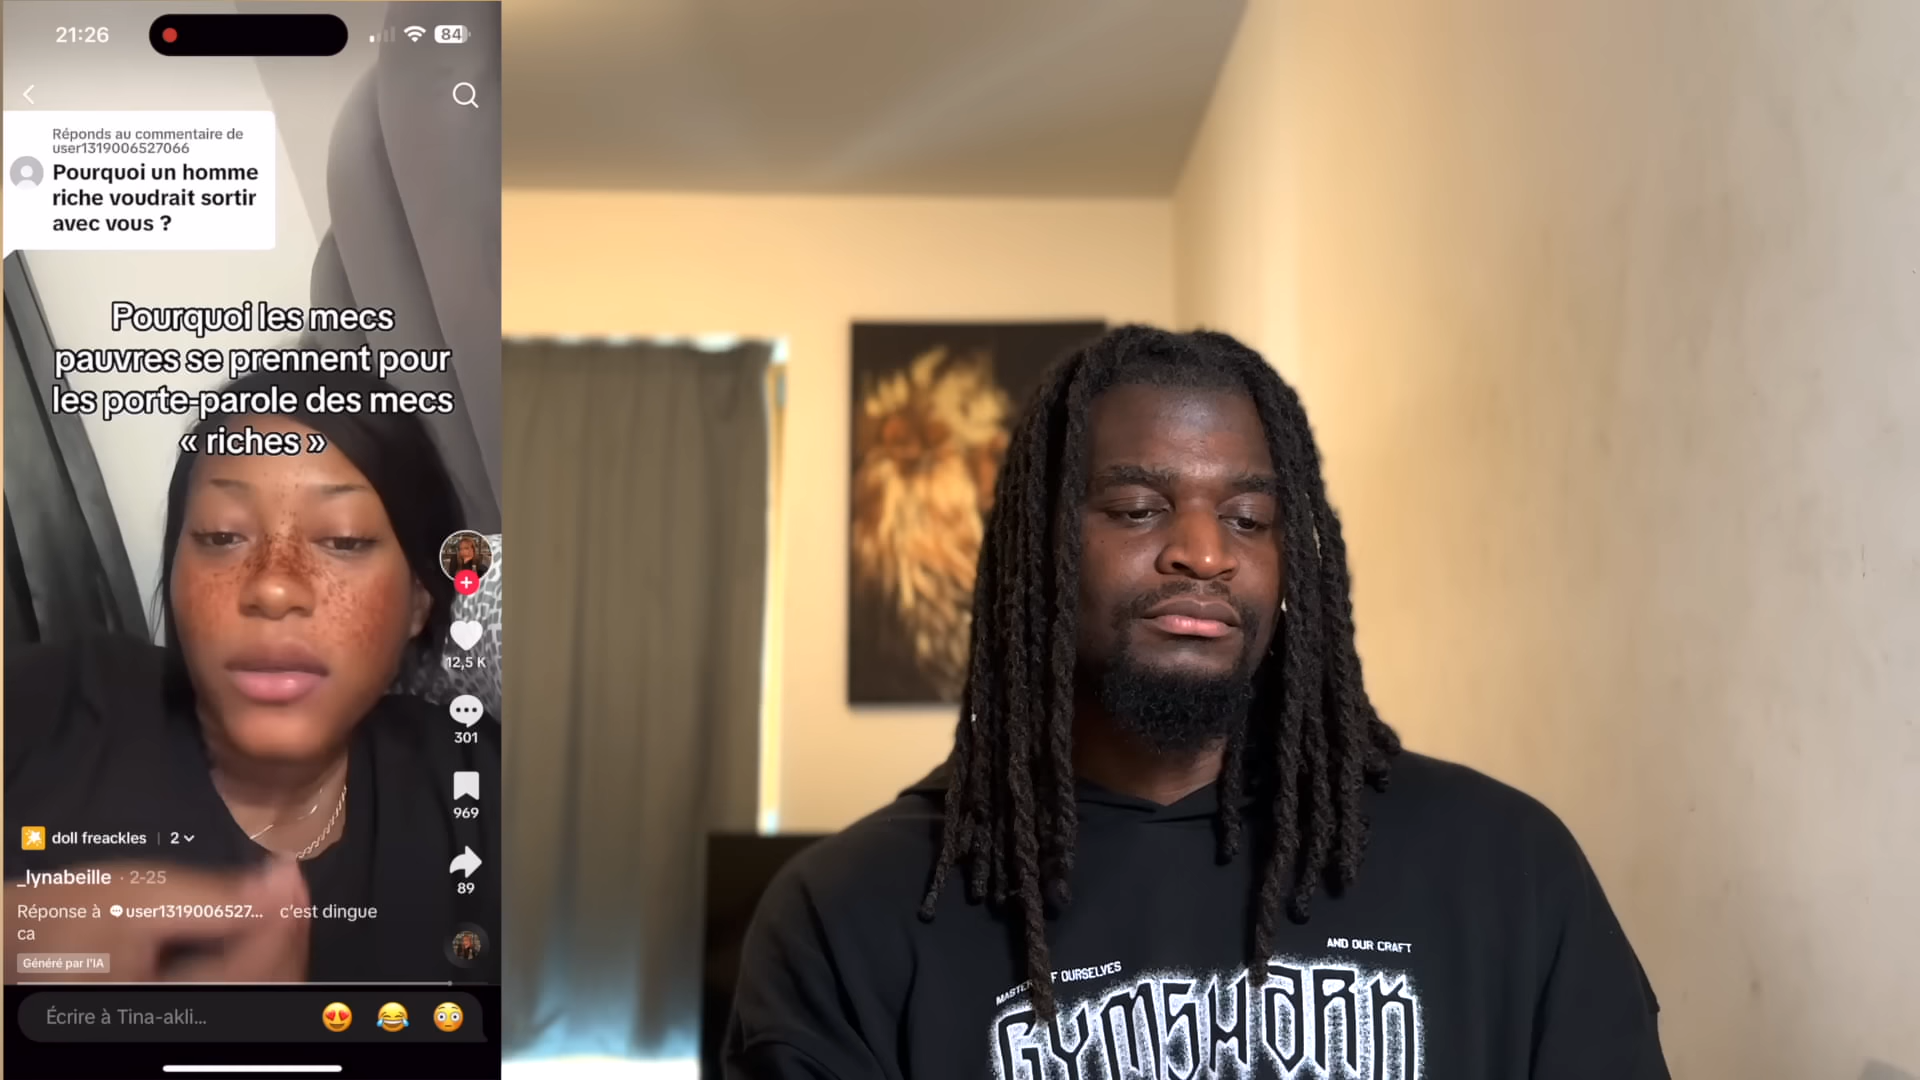 21:26
84
Réponds au commentaire de
user1319006527066
Pourquoi un homme
riche voudrait sortir
avec vous ?
Pourquoi les mecs
pauvres se prennent pour
les porte-parole des mecs
« riches »
12,5 K
301
969
89
doll freackles | 2
_lynabeille · 2-25
Réponse à user1319006527... c'est dingue
ca
Généré par l'IA
Écrire à Tina-akli...
AND OUR CRAFT
OF OURSELVES
GYMSHARK